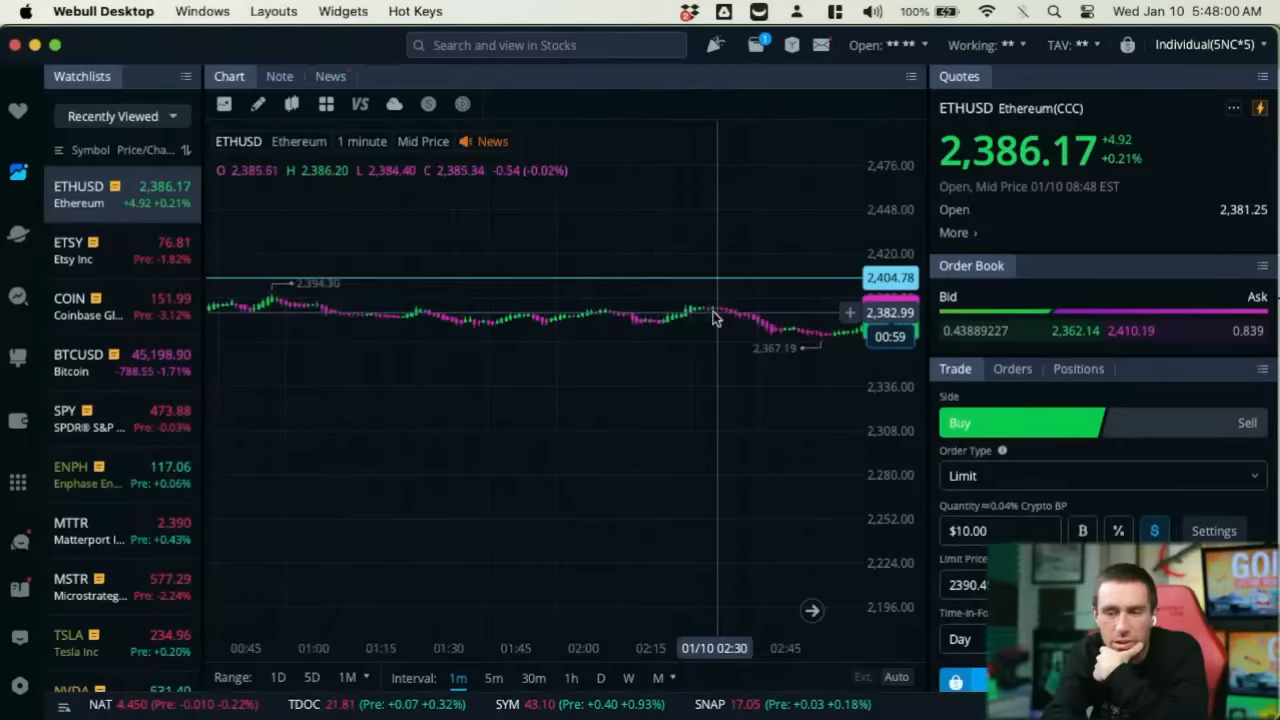 Webull Desktop Windows Layouts Widgets Hot Keys 2 100% Wed Jan 10 5:48:00 AM
Search and view in Stocks 1 Open: ** ** Working: ** TAV: ** Individual(5NC*5)
Watchlists
Recently Viewed
Symbol Price/Cha...
ETHUSD 2,386.17
Ethereum +4.92 +0.21%
ETSY 76.81
Etsy Inc Pre: -1.82%
COIN 151.99
Coinbase Gl... Pre: -3.12%
BTCUSD 45,198.90
Bitcoin -788.55 -1.71%
SPY 473.88
SPDR® S&P ... Pre: -0.03%
ENPH 117.06
Enphase En... Pre: +0.06%
MTTR 2.390
Matterport I... Pre: +0.43%
MSTR 577.29
Microstrateg... Pre: -2.24%
TSLA 234.96
Tesla Inc Pre: +0.20%
NVDA 531.40
Chart Note News
VS
ETHUSD Ethereum 1 minute Mid Price News
O 2,385.61 H 2,386.20 L 2,384.40 C 2,385.34 -0.54 (-0.02%)
2,476.00
2,448.00
2,420.00
2,404.78
2,394.30
2,382.99
00:59
2,367.19
2,336.00
2,308.00
2,280.00
2,252.00
2,224.00
2,196.00
00:45 01:00 01:15 01:30 01:45 02:00 02:15 01/10 02:30 02:45
Range: 1D 5D 1M Interval: 1m 5m 30m 1h D W M Ext. Auto
Quotes
ETHUSD Ethereum(CCC)
2,386.17 +4.92
+0.21%
Open, Mid Price 01/10 08:48 EST
Open 2,381.25
More
Order Book
Bid Ask
0.43889227 2,362.14 2,410.19 0.839
Trade Orders Positions
Side
Buy Sell
Order Type
Limit
Quantity≈0.04% Crypto BP
$10.00 B % $ Settings
Limit Price
2390.4
Time-in-Fo
Day
GO!
NAT 4.450 (Pre: -0.010 -0.22%) TDOC 21.81 (Pre: +0.07 +0.32%) SYM 43.10 (Pre: +0.40 +0.93%) SNAP 17.05 (Pre: +0.03 +0.18%)